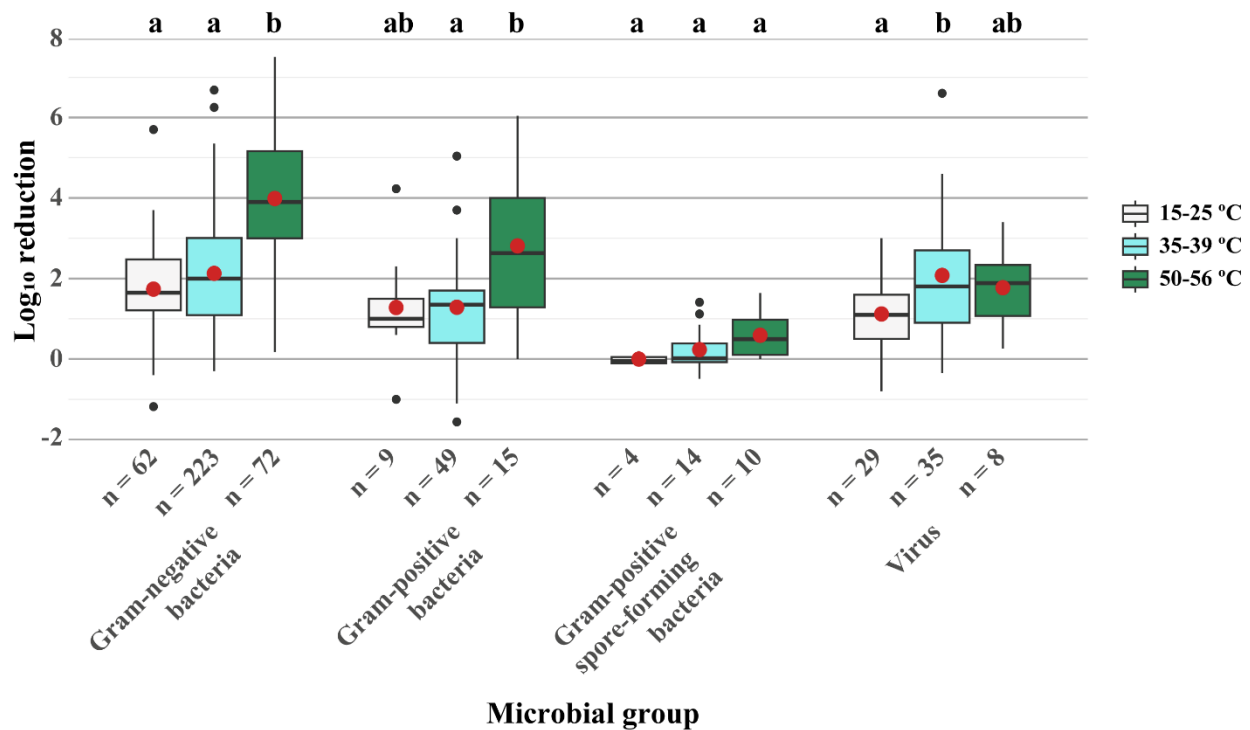 a a b ab a b a a a a b ab
8
6
4
2
0
-2
Log₁₀ reduction
15-25 ºC
35-39 ºC
50-56 ºC
n = 62
n = 223
n = 72
n = 9
n = 49
n = 15
n = 4
n = 14
n = 10
n = 29
n = 35
n = 8
Gram-negative
bacteria
Gram-positive
bacteria
Gram-positive
spore-forming
bacteria
Virus
Microbial group